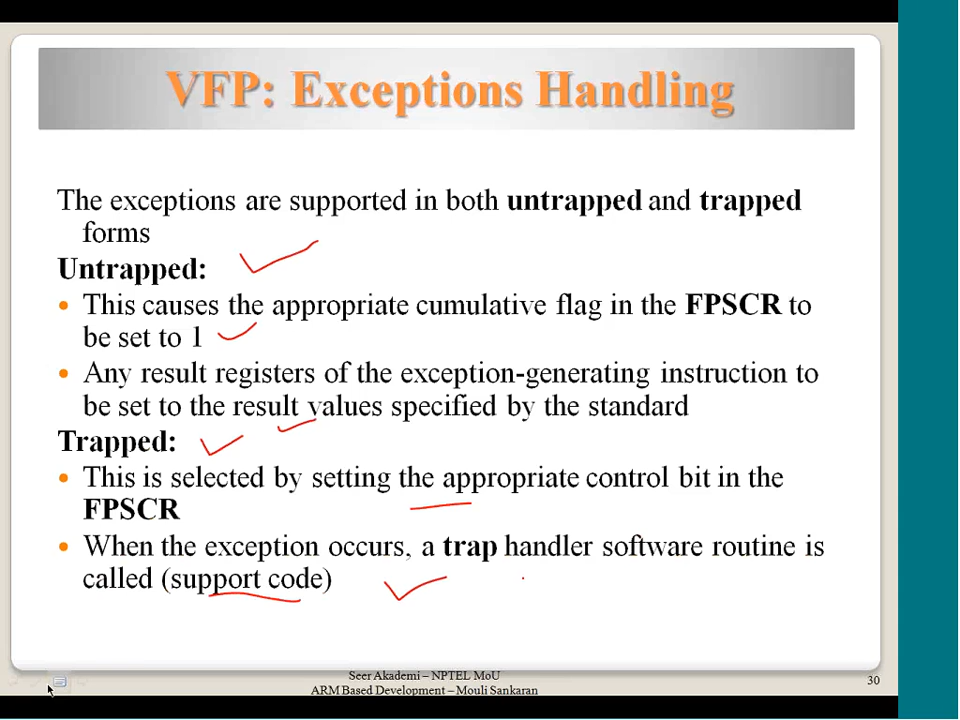 VFP: Exceptions Handling
The exceptions are supported in both untrapped and trapped
forms
Untrapped:
• This causes the appropriate cumulative flag in the FPSCR to
be set to 1
• Any result registers of the exception-generating instruction to
be set to the result values specified by the standard
Trapped:
• This is selected by setting the appropriate control bit in the
FPSCR
• When the exception occurs, a trap handler software routine is
called (support code)
Seer Akademi – NPTEL MoU
ARM Based Development – Mouli Sankaran
30